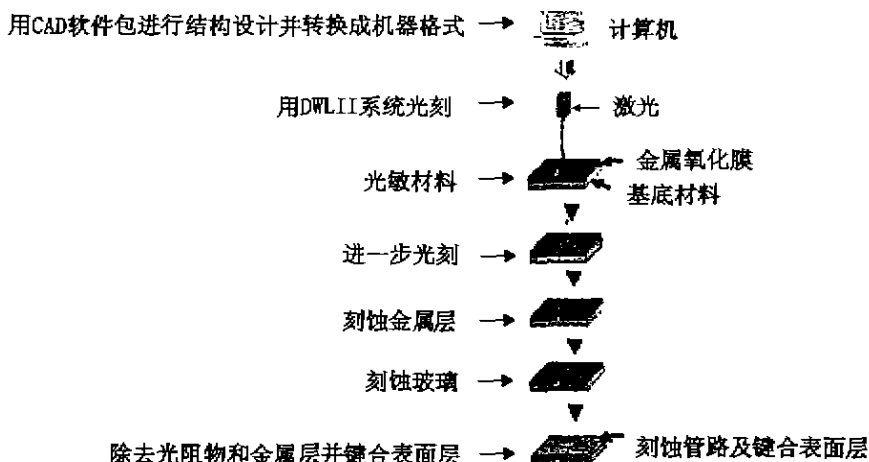 用CAD软件包进行结构设计并转换成机器格式
计算机
用DWLII系统光刻
激光
金属氧化膜
光敏材料
基底材料
进一步光刻
刻蚀金属层
刻蚀玻璃
除去光阻物和金属层并键合表面层
刻蚀管路及键合表面层